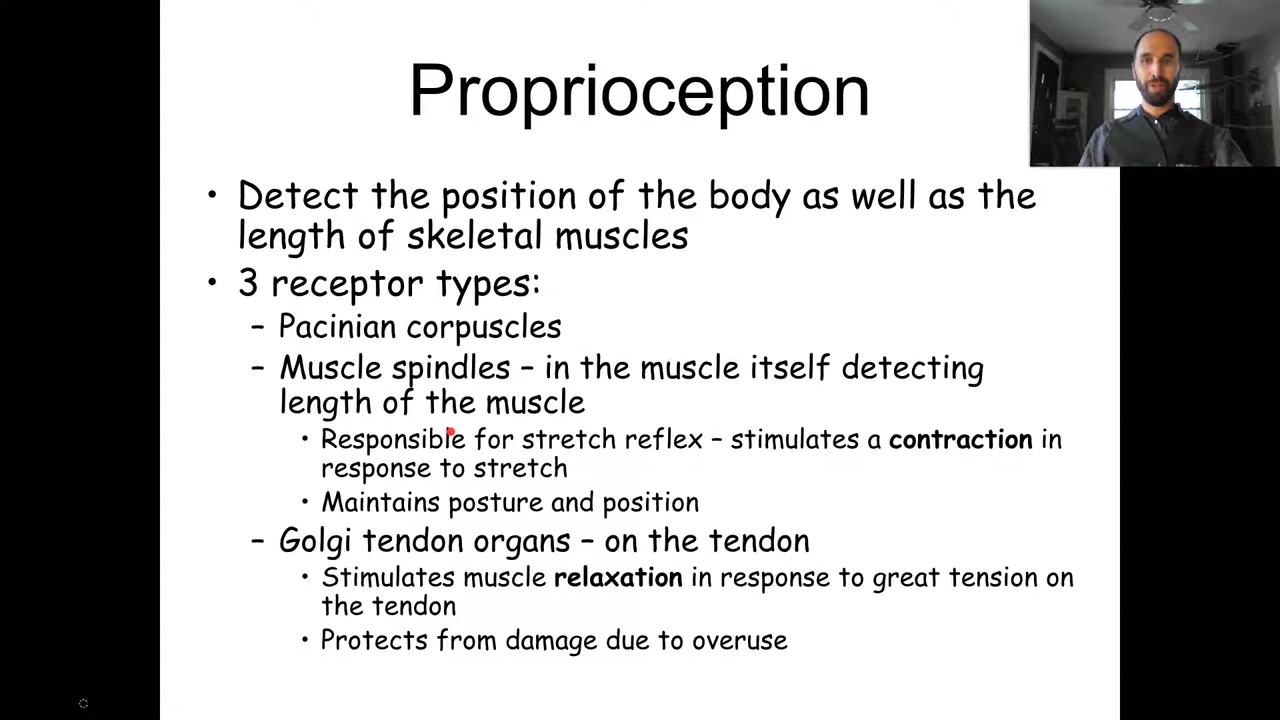 Proprioception
• Detect the position of the body as well as the
length of skeletal muscles
• 3 receptor types:
– Pacinian corpuscles
– Muscle spindles – in the muscle itself detecting
length of the muscle
• Responsible for stretch reflex – stimulates a contraction in
response to stretch
• Maintains posture and position
– Golgi tendon organs – on the tendon
• Stimulates muscle relaxation in response to great tension on
the tendon
• Protects from damage due to overuse